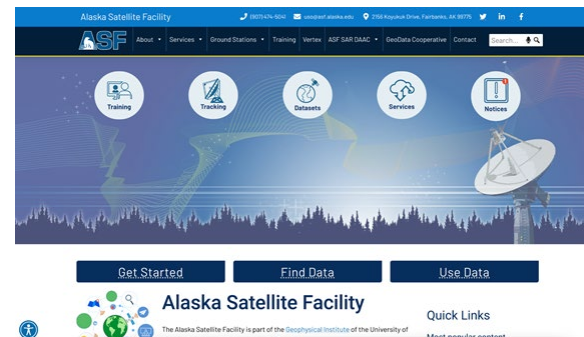 Alaska Satellite Facility
(907)474-5041
uso@asf.alaska.edu
2156 Koyukuk Drive, Fairbanks, AK 99775
ASF
About
Services
Ground Stations
Training
Vertex
ASF SAR DAAC
GeoData Cooperative
Contact
Search...
Training
Tracking
Datasets
Services
Notices
Get Started
Find Data
Use Data
Alaska Satellite Facility
The Alaska Satellite Facility is part of the Geophysical Institute of the University of
Quick Links
Most popular content